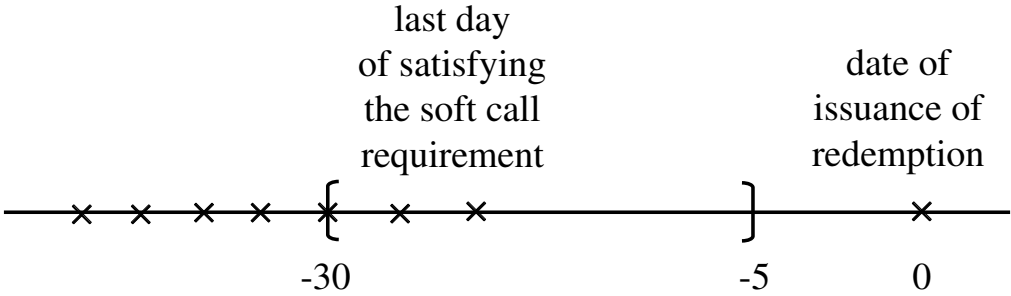 last day
of satisfying
the soft call
requirement
date of
issuance of
redemption
-30
-5
0